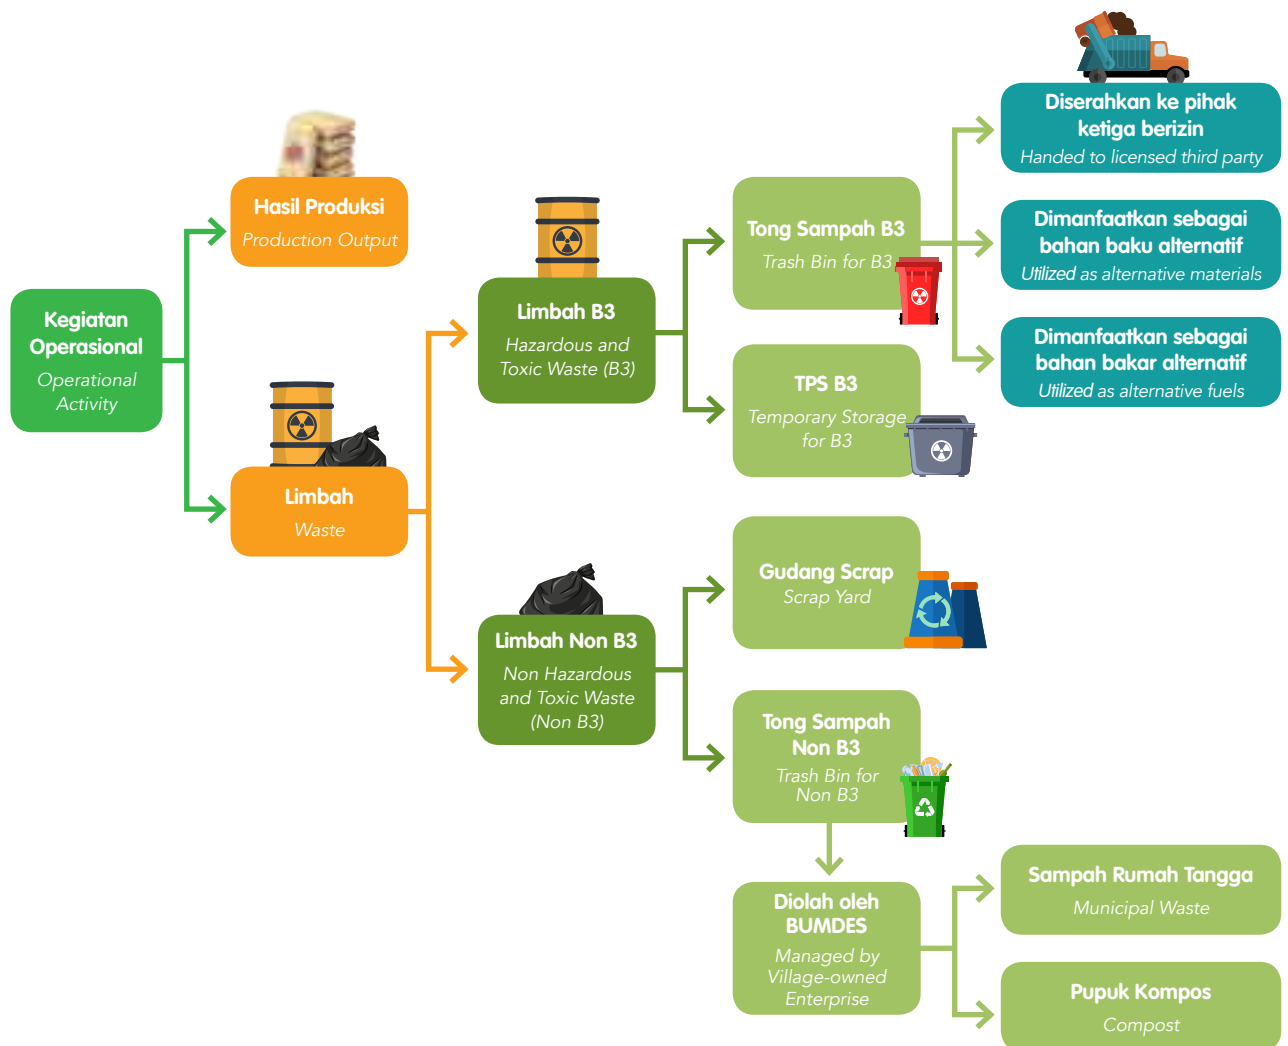 Kegiatan
Operasional
Operational
Activity
Hasil Produksi
Production Output
Limbah
Waste
Limbah B3
Hazardous and
Toxic Waste (B3)
Limbah Non B3
Non Hazardous
and Toxic Waste
(Non B3)
Tong Sampah B3
Trash Bin for B3
TPS B3
Temporary Storage
for B3
Gudang Scrap
Scrap Yard
Tong Sampah
Non B3
Trash Bin for
Non B3
Diolah oleh
BUMDES
Managed by
Village-owned
Enterprise
Diserahkan ke pihak
ketiga berizin
Handed to licensed third party
Dimanfaatkan sebagai
bahan baku alternatif
Utilized as alternative materials
Dimanfaatkan sebagai
bahan bakar alternatif
Utilized as alternative fuels
Sampah Rumah Tangga
Municipal Waste
Pupuk Kompos
Compost